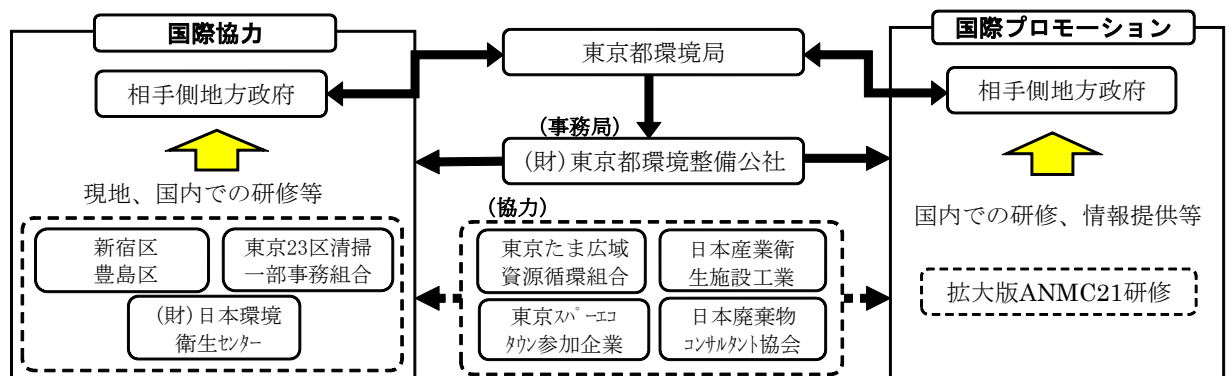 国際協力
相手側地方政府
現地、国内での研修等
新宿区
豊島区
東京23区清掃
一部事務組合
(財)日本環境
衛生センター
東京都環境局
(事務局)
(財)東京都環境整備公社
(協力)
東京たま広域
資源循環組合
日本産業衛
生施設工業
東京スーパーエコ
タウン参加企業
日本廃棄物
コンサルタント協会
国際プロモーション
相手側地方政府
国内での研修、情報提供等
拡大版ANMC21研修